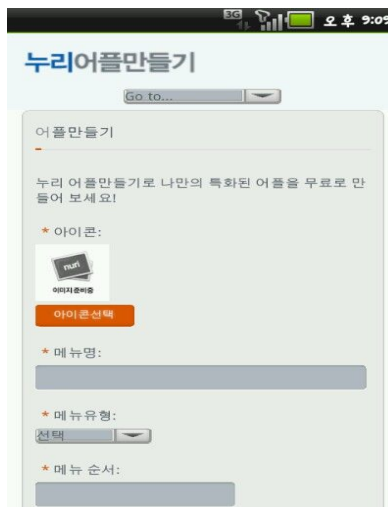 3G 오후 9:09
누리어플만들기
Go to...
어플만들기
누리 어플만들기로 나만의 특화된 어플을 무료로 만
들어 보세요!
* 아이콘:
nuri
이미지준비중
아이콘선택
* 메뉴명:
* 메뉴유형:
선택
* 메뉴 순서: